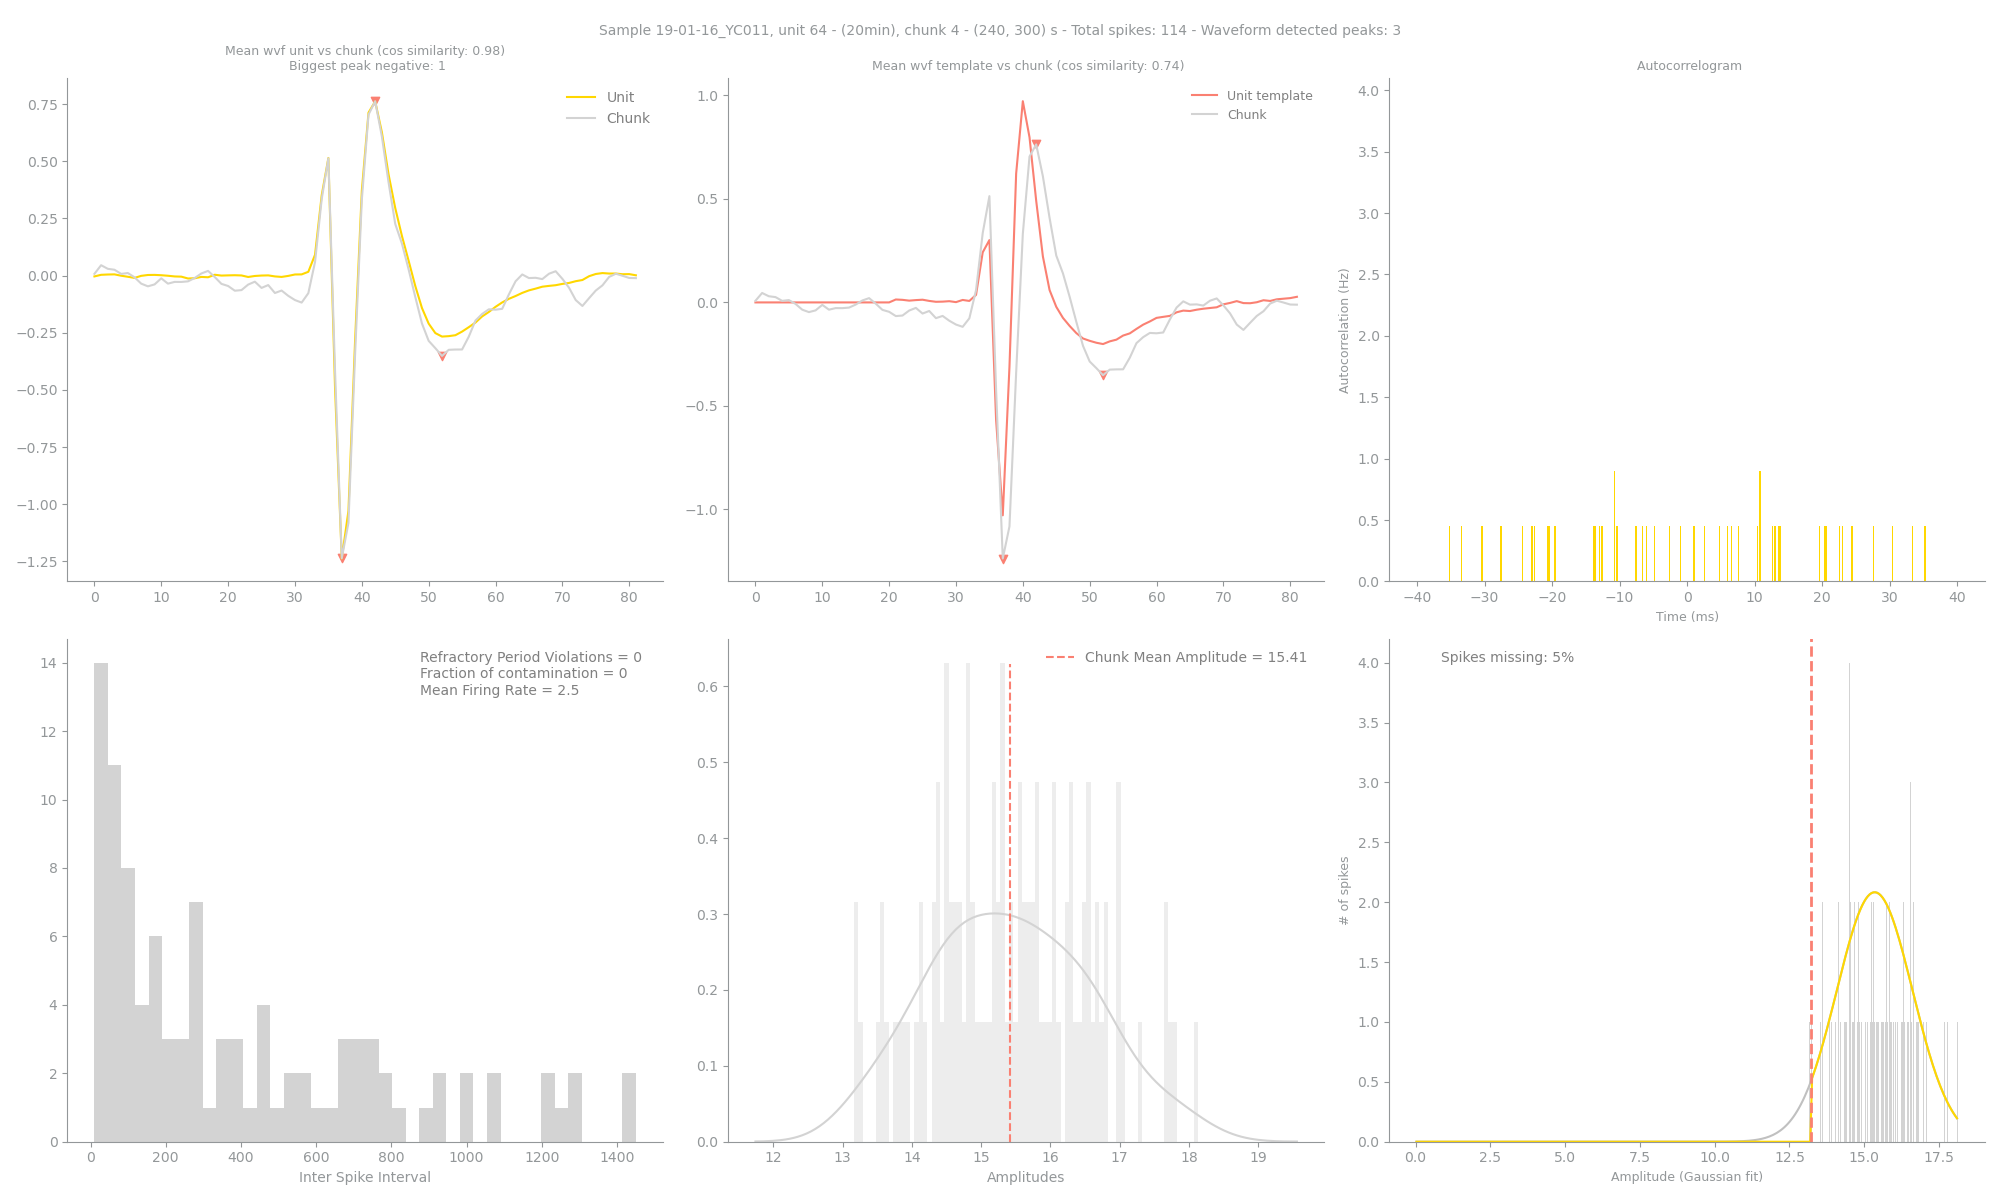 Sample 19-01-16_YC011, unit 64 - (20min), chunk 4 - (240, 300) s - Total spikes: 114 - Waveform detected peaks: 3
Mean wvf unit vs chunk (cos similarity: 0.98)
Biggest peak negative: 1
Unit
Chunk
0.75
0.50
0.25
0.00
−0.25
−0.50
−0.75
−1.00
−1.25
0 10 20 30 40 50 60 70 80
Mean wvf template vs chunk (cos similarity: 0.74)
Unit template
Chunk
1.0
0.5
0.0
−0.5
−1.0
0 10 20 30 40 50 60 70 80
Autocorrelogram
Autocorrelation (Hz)
4.0
3.5
3.0
2.5
2.0
1.5
1.0
0.5
0.0
−40 −30 −20 −10 0 10 20 30 40
Time (ms)
Refractory Period Violations = 0
Fraction of contamination = 0
Mean Firing Rate = 2.5
14
12
10
8
6
4
2
0
0 200 400 600 800 1000 1200 1400
Inter Spike Interval
Chunk Mean Amplitude = 15.41
0.6
0.5
0.4
0.3
0.2
0.1
0.0
12 13 14 15 16 17 18 19
Amplitudes
Spikes missing: 5%
# of spikes
4.0
3.5
3.0
2.5
2.0
1.5
1.0
0.5
0.0
0.0 2.5 5.0 7.5 10.0 12.5 15.0 17.5
Amplitude (Gaussian fit)